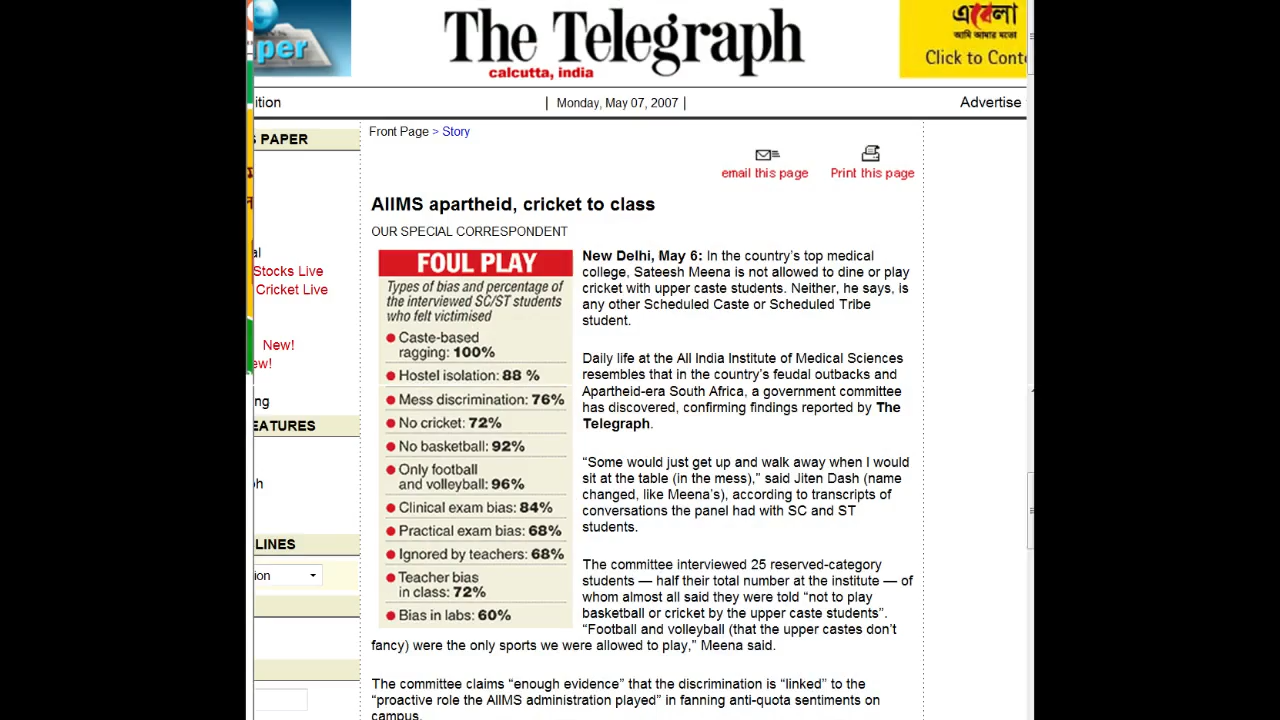 per
The Telegraph
calcutta, india
এবেলা
আমি আমার মতো
Click to Cont
ition
| Monday, May 07, 2007 |
Advertise
S PAPER
Front Page > Story
email this page
Print this page
AIIMS apartheid, cricket to class
OUR SPECIAL CORRESPONDENT
al
Stocks Live
Cricket Live
New!
ew!
ng
EATURES
ph
LINES
ion
FOUL PLAY
Types of bias and percentage of
the interviewed SC/ST students
who felt victimised
Caste-based
ragging: 100%
Hostel isolation: 88 %
Mess discrimination: 76%
No cricket: 72%
No basketball: 92%
Only football
and volleyball: 96%
Clinical exam bias: 84%
Practical exam bias: 68%
Ignored by teachers: 68%
Teacher bias
in class: 72%
Bias in labs: 60%
New Delhi, May 6: In the country's top medical
college, Sateesh Meena is not allowed to dine or play
cricket with upper caste students. Neither, he says, is
any other Scheduled Caste or Scheduled Tribe
student.
Daily life at the All India Institute of Medical Sciences
resembles that in the country's feudal outbacks and
Apartheid-era South Africa, a government committee
has discovered, confirming findings reported by The
Telegraph.
“Some would just get up and walk away when I would
sit at the table (in the mess),” said Jiten Dash (name
changed, like Meena's), according to transcripts of
conversations the panel had with SC and ST
students.
The committee interviewed 25 reserved-category
students — half their total number at the institute — of
whom almost all said they were told “not to play
basketball or cricket by the upper caste students”.
“Football and volleyball (that the upper castes don't
fancy) were the only sports we were allowed to play,” Meena said.
The committee claims “enough evidence” that the discrimination is “linked” to the
“proactive role the AIIMS administration played” in fanning anti-quota sentiments on
campus.